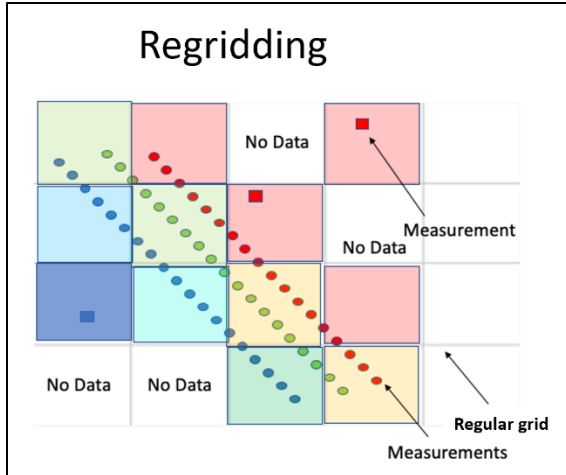 Regridding
No Data
Measurement
No Data
No Data
No Data
Regular grid
Measurements